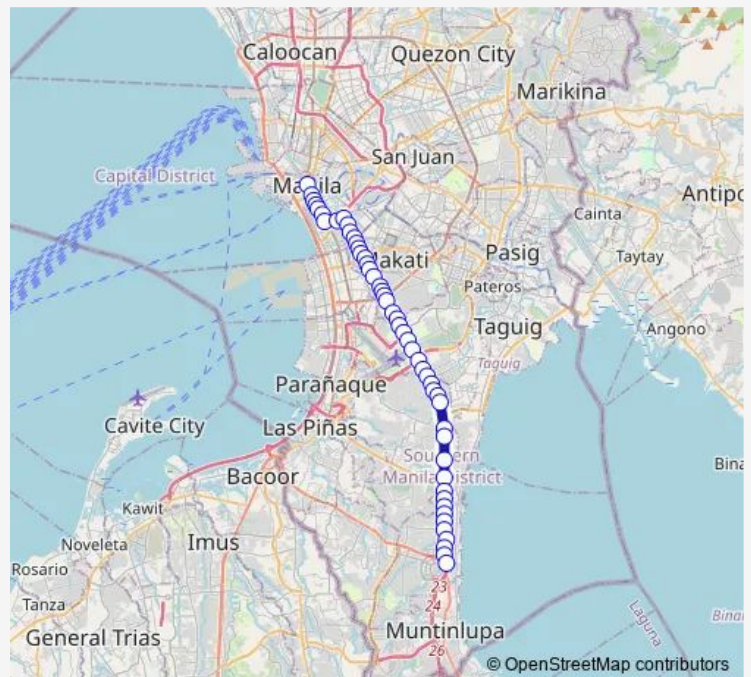 Caloocan
Quezon City
Marikina
San Juan
Capital District
Manila
Antipo
Cainta
Makati
Pasig
Taytay
Pateros
Taguig
Angono
Taguig
Parañaque
Cavite City
Las Piñas
Southern
Manila District
Bina
Bacoor
Kawit
Noveleta
Imus
Rosario
23
Tanza
24
Laguna
Bina
General Trias
Muntinlupa
26
© OpenStreetMap contributors